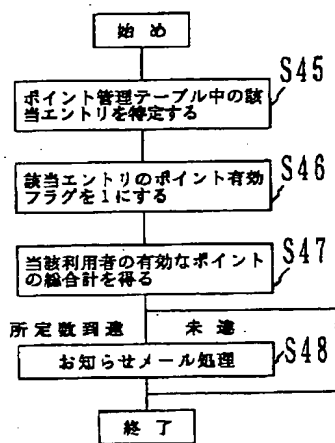 始め
S45
ポイント管理テーブル中の該
当エントリを特定する
S46
該当エントリのポイント有効
フラグを1にする
S47
当該利用者の有効なポイント
の総合計を得る
所定数到達 未達
お知らせメール処理
S48
終了